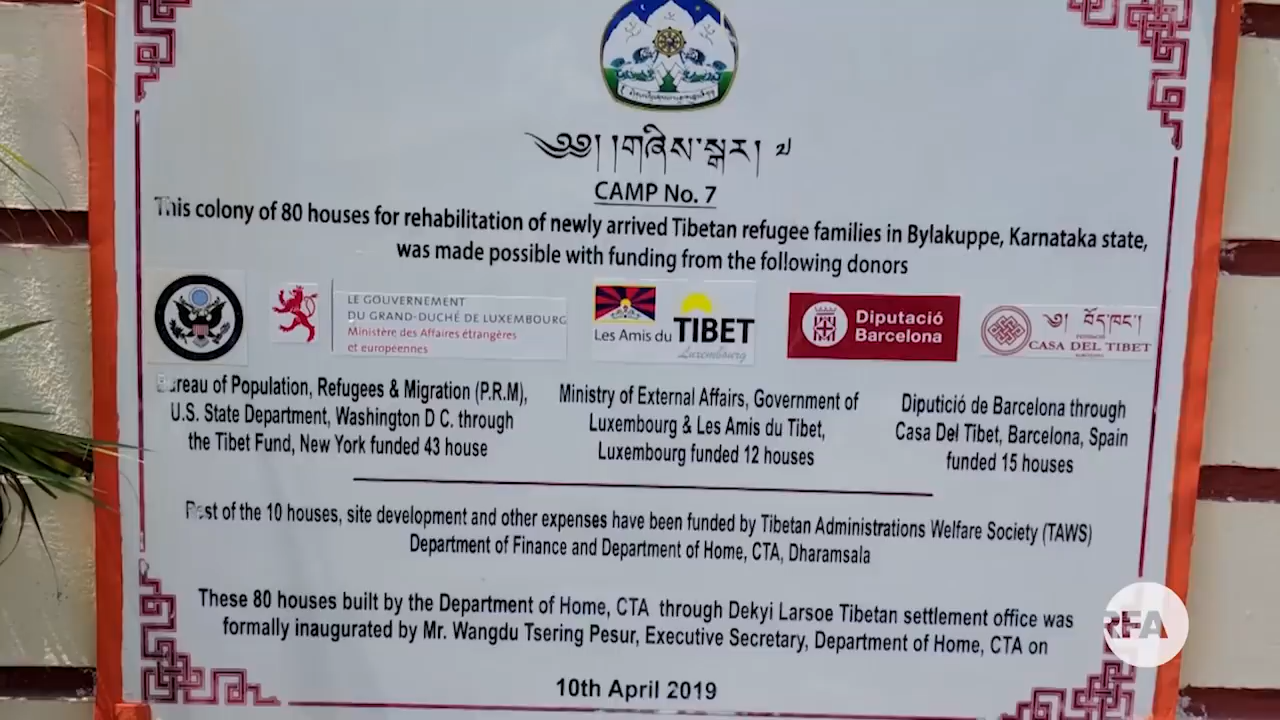 ༄༅། །གཞིས་སྒར། ༧
CAMP No. 7
This colony of 80 houses for rehabilitation of newly arrived Tibetan refugee families in Bylakuppe, Karnataka state,
was made possible with funding from the following donors
LE GOUVERNEMENT
DU GRAND-DUCHÉ DE LUXEMBOURG
Ministère des Affaires étrangères
et européennes
Les Amis du TIBET
Luxembourg
Diputació
Barcelona
༄། བོད་ཁང་།
FUNDACIÓ
CASA DEL TIBET
Bureau of Population, Refugees & Migration (P.R.M),
U.S. State Department, Washington D C. through
the Tibet Fund, New York funded 43 house
Ministry of External Affairs, Government of
Luxembourg & Les Amis du Tibet,
Luxembourg funded 12 houses
Diputició de Barcelona through
Casa Del Tibet, Barcelona, Spain
funded 15 houses
Rest of the 10 houses, site development and other expenses have been funded by Tibetan Administrations Welfare Society (TAWS)
Department of Finance and Department of Home, CTA, Dharamsala
These 80 houses built by the Department of Home, CTA through Dekyi Larsoe Tibetan settlement office was
formally inaugurated by Mr. Wangdu Tsering Pesur, Executive Secretary, Department of Home, CTA on
10th April 2019
RFA